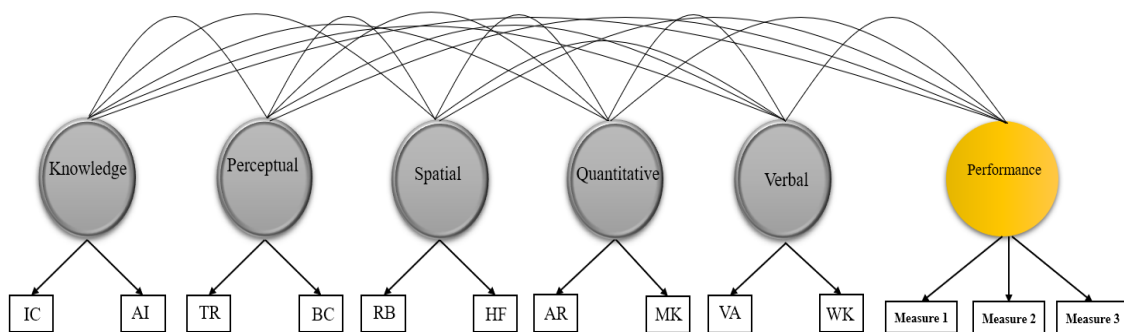 Knowledge
Perceptual
Spatial
Quantitative
Verbal
Performance
IC
AI
TR
BC
RB
HF
AR
MK
VA
WK
Measure 1
Measure 2
Measure 3